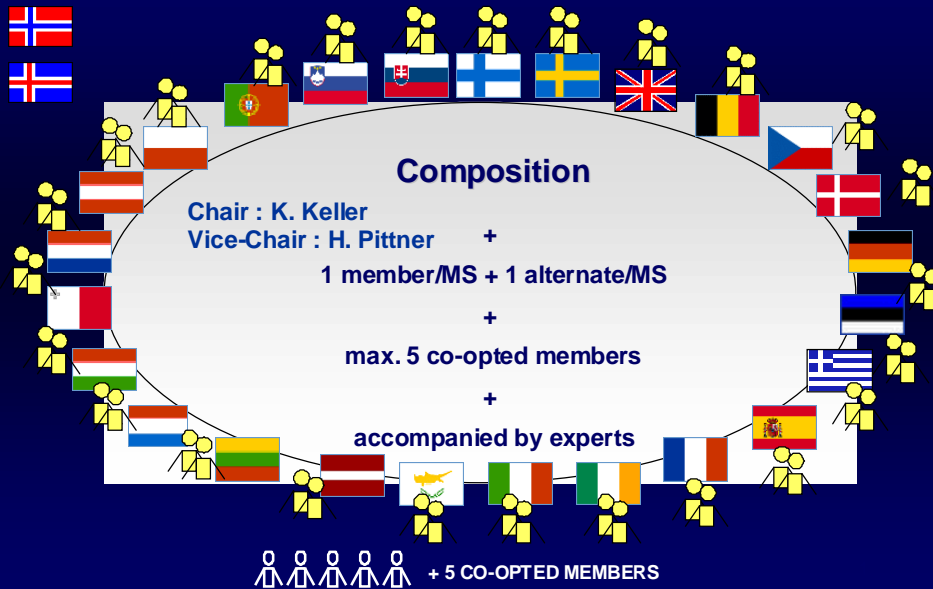 Composition
Chair : K. Keller
Vice-Chair : H. Pittner
+
1 member/MS + 1 alternate/MS
+
max. 5 co-opted members
+
accompanied by experts
+ 5 CO-OPTED MEMBERS